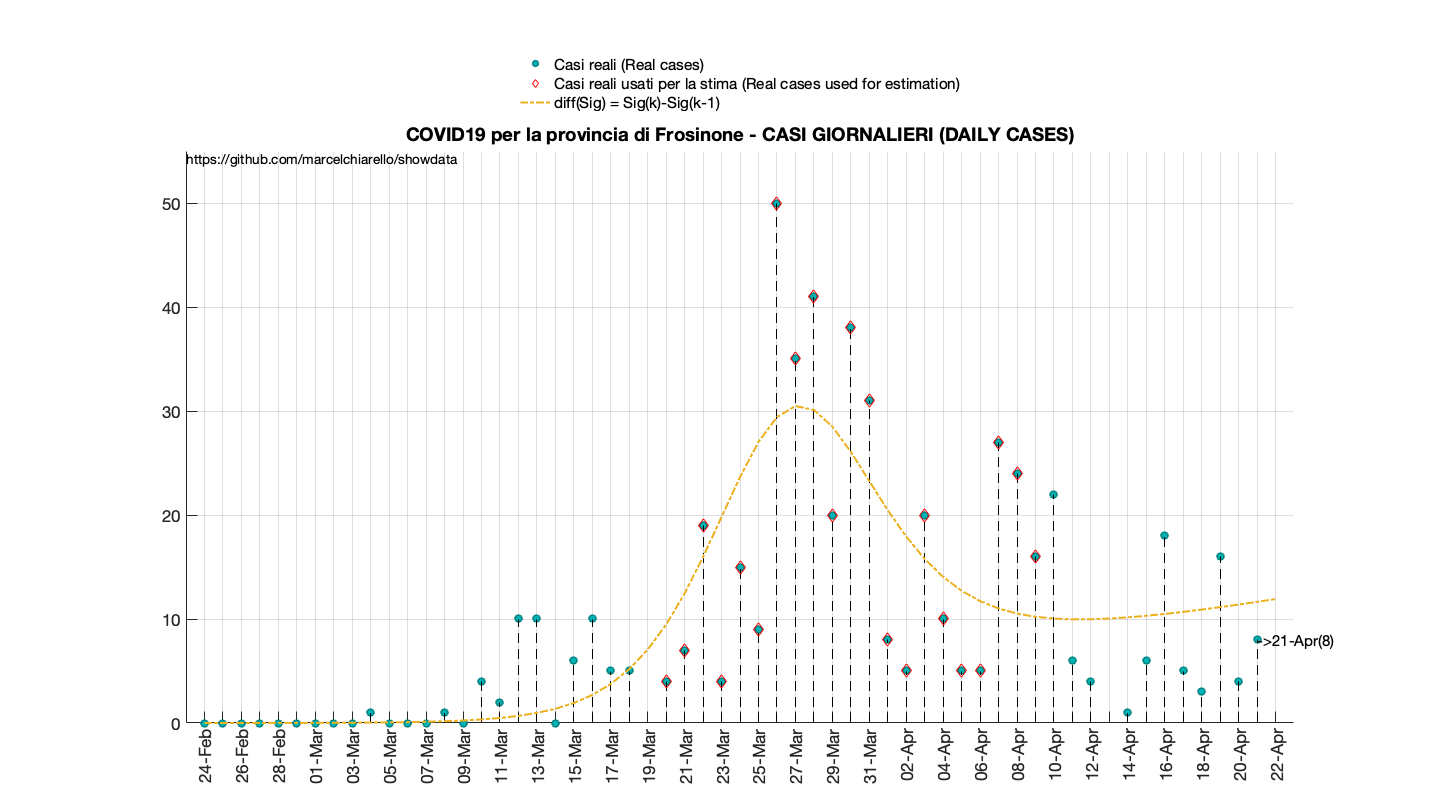 Casi reali (Real cases)
Casi reali usati per la stima (Real cases used for estimation)
diff(Sig) = Sig(k)-Sig(k-1)
COVID19 per la provincia di Frosinone - CASI GIORNALIERI (DAILY CASES)
https://github.com/marcelchiarello/showdata
50
40
30
20
10
0
->21-Apr(8)
24-Feb
26-Feb
28-Feb
01-Mar
03-Mar
05-Mar
07-Mar
09-Mar
11-Mar
13-Mar
15-Mar
17-Mar
19-Mar
21-Mar
23-Mar
25-Mar
27-Mar
29-Mar
31-Mar
02-Apr
04-Apr
06-Apr
08-Apr
10-Apr
12-Apr
14-Apr
16-Apr
18-Apr
20-Apr
22-Apr